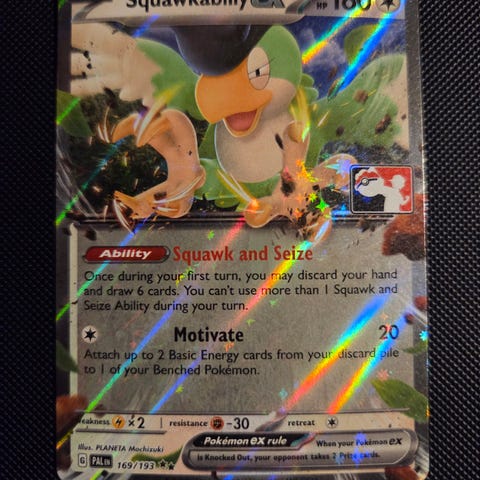 Squawkabilly ex
HP 160
Ability Squawk and Seize
Once during your first turn, you may discard your hand
and draw 6 cards. You can't use more than 1 Squawk and
Seize Ability during your turn.
Motivate 20
Attach up to 2 Basic Energy cards from your discard pile
to 1 of your Benched Pokémon.
weakness ×2 resistance -30 retreat
Illus. PLANETA Mochizuki
Pokémon ex rule When your Pokémon ex
is Knocked Out, your opponent takes 2 Prize cards.
G PAL EN 169/193